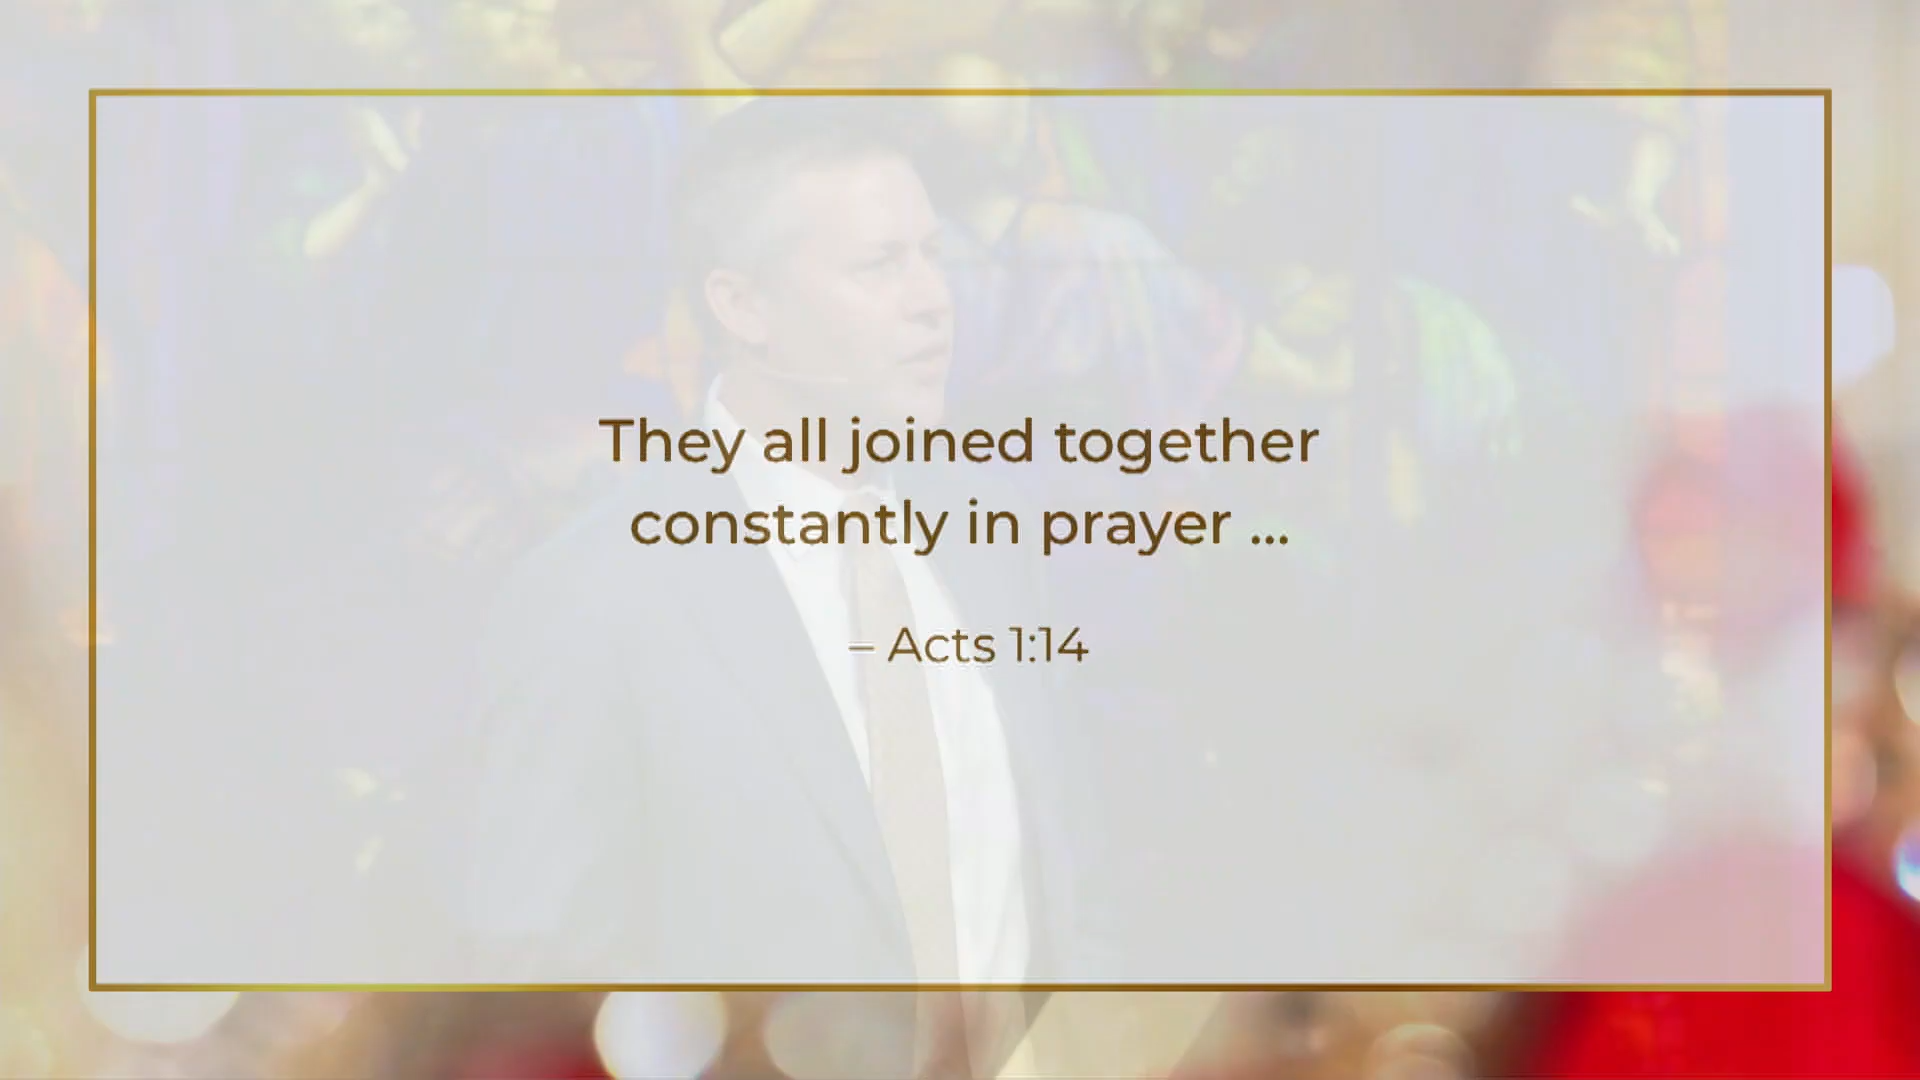 They all joined together
constantly in prayer ...
– Acts 1:14